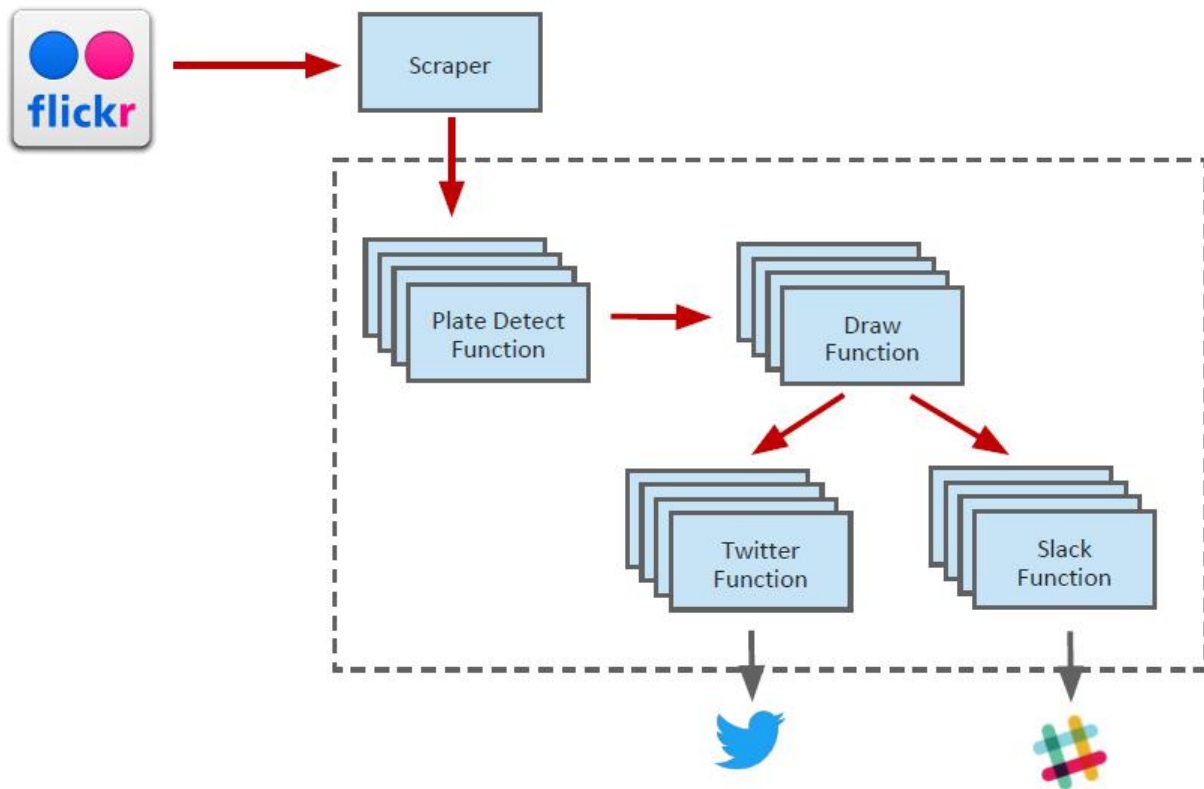 flickr
Scraper
Plate Detect
Function
Draw
Function
Twitter
Function
Slack
Function